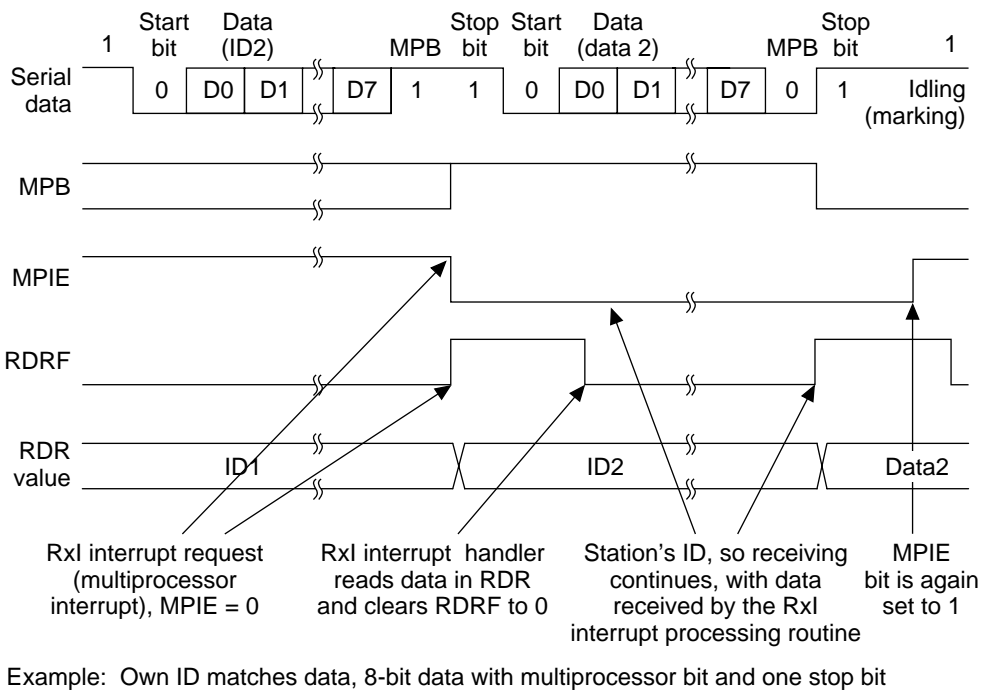 Start Data Stop Start Data Stop
1 bit (ID2) MPB bit bit (data 2) MPB bit 1
Serial data
0 D0 D1 D7 1 1 0 D0 D1 D7 0 1 Idling (marking)
MPB
MPIE
RDRF
RDR value
ID1 ID2 Data2
RxI interrupt request
(multiprocessor
interrupt), MPIE = 0
RxI interrupt handler
reads data in RDR
and clears RDRF to 0
Station's ID, so receiving
continues, with data
received by the RxI
interrupt processing routine
MPIE
bit is again
set to 1
Example: Own ID matches data, 8-bit data with multiprocessor bit and one stop bit